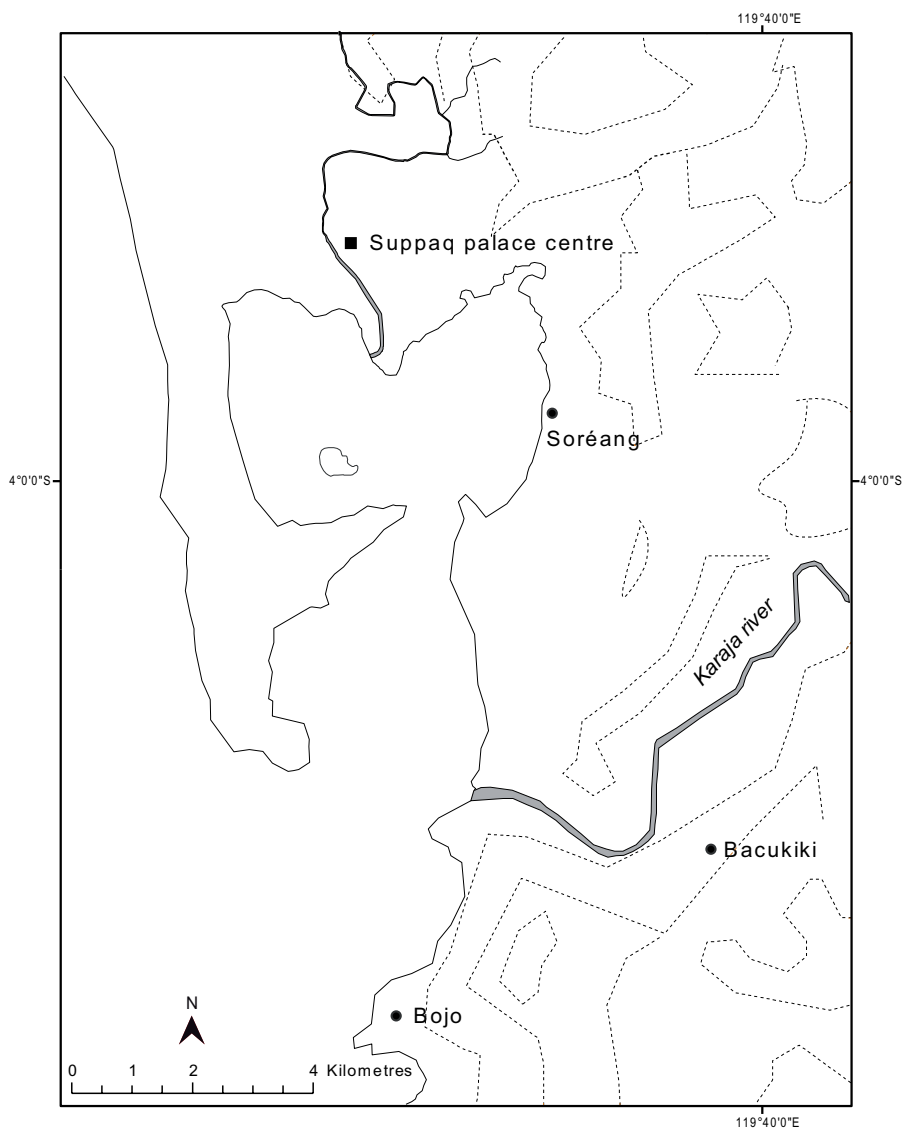 119°40'0"E
Suppaq palace centre
Soréang
4°0'0"S
4°0'0"S
Karaja river
Bacukiki
N
Bojo
0 1 2 4 Kilometres
119°40'0"E